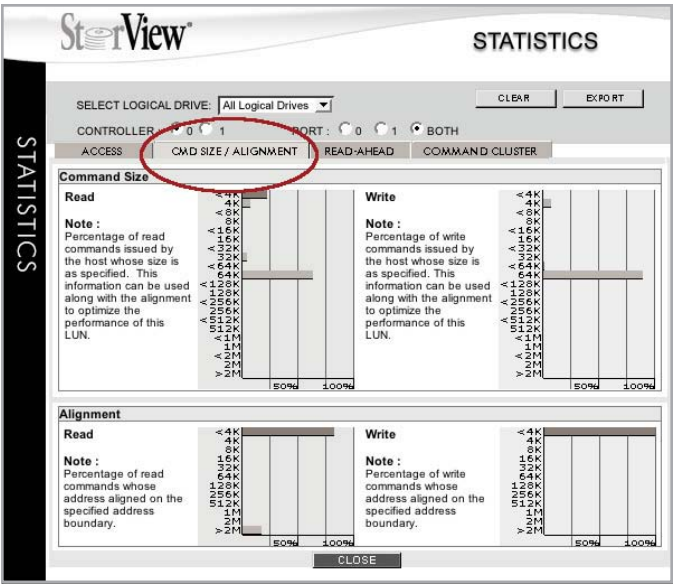 StorView
STATISTICS
STATISTICS
SELECT LOGICAL DRIVE: All Logical Drives
CLEAR
EXPORT
CONTROLLER : 0 1 PORT : 0 1 BOTH
ACCESS
CMD SIZE / ALIGNMENT
READ-AHEAD
COMMAND CLUSTER
Command Size
Read
Note :
Percentage of read
commands issued by
the host whose size is
as specified. This
information can be used
along with the alignment
to optimize the
performance of this
LUN.
<4K
4K
<8K
8K
<16K
16K
<32K
32K
<64K
64K
<128K
128K
<256K
256K
<512K
512K
<1M
1M
<2M
2M
>2M
50% 100%
Write
Note :
Percentage of write
commands issued by
the host whose size is
as specified. This
information can be used
along with the alignment
to optimize the
performance of this
LUN.
<4K
4K
<8K
8K
<16K
16K
<32K
32K
<64K
64K
<128K
128K
<256K
256K
<512K
512K
<1M
1M
<2M
2M
>2M
50% 100%
Alignment
Read
Note :
Percentage of read
commands whose
address aligned on the
specified address
boundary.
<4K
4K
8K
16K
32K
64K
128K
256K
512K
1M
2M
>2M
50% 100%
Write
Note :
Percentage of write
commands whose
address aligned on the
specified address
boundary.
<4K
4K
8K
16K
32K
64K
128K
256K
512K
1M
2M
>2M
50% 100%
CLOSE